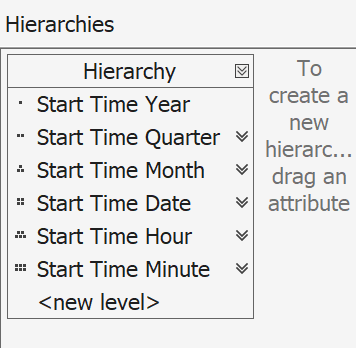 Hierarchies
Hierarchy
Start Time Year
Start Time Quarter
Start Time Month
Start Time Date
Start Time Hour
Start Time Minute
<new level>
To
create a
new
hierarc...
drag an
attribute